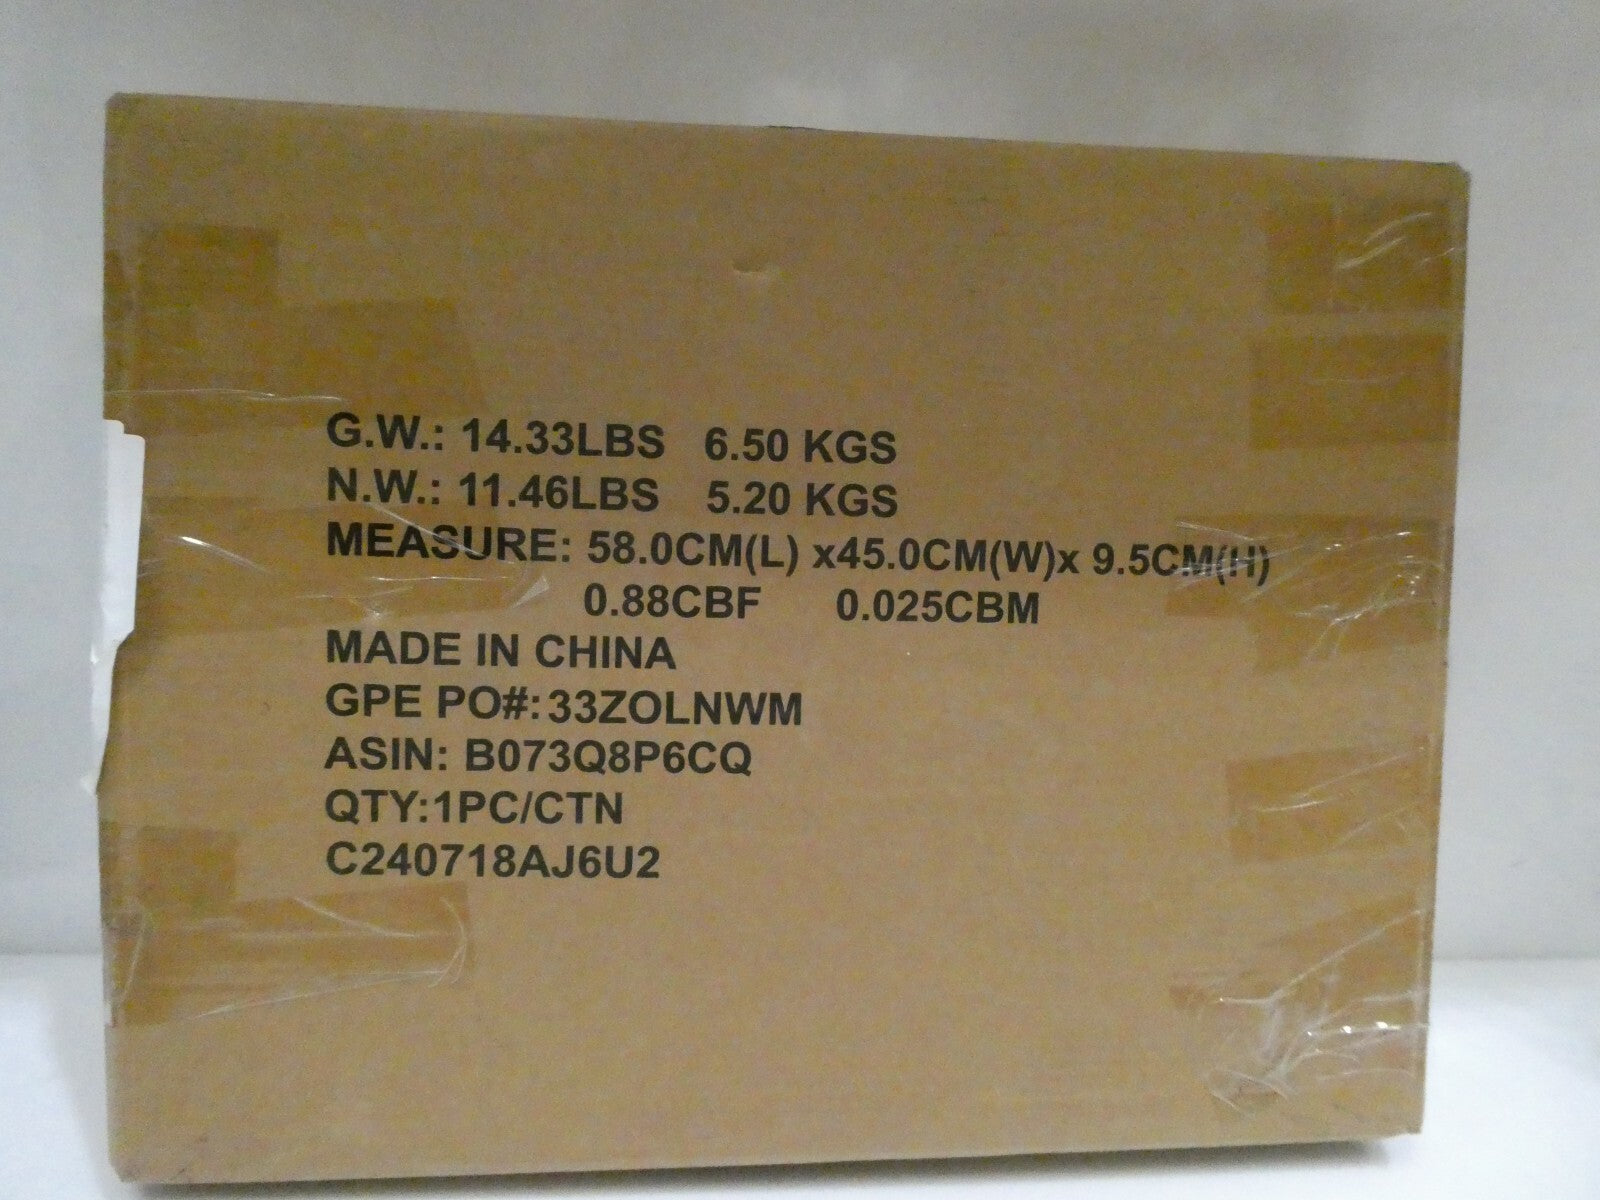 G.W.: 14.33LBS 6.50 KGS
N.W.: 11.46LBS 5.20 KGS
MEASURE: 58.0CM(L) x45.0CM(W)x 9.5CM(H)
0.88CBF 0.025CBM
MADE IN CHINA
GPE PO#:33ZOLNWM
ASIN: B073Q8P6CQ
QTY:1PC/CTN
C240718AJ6U2